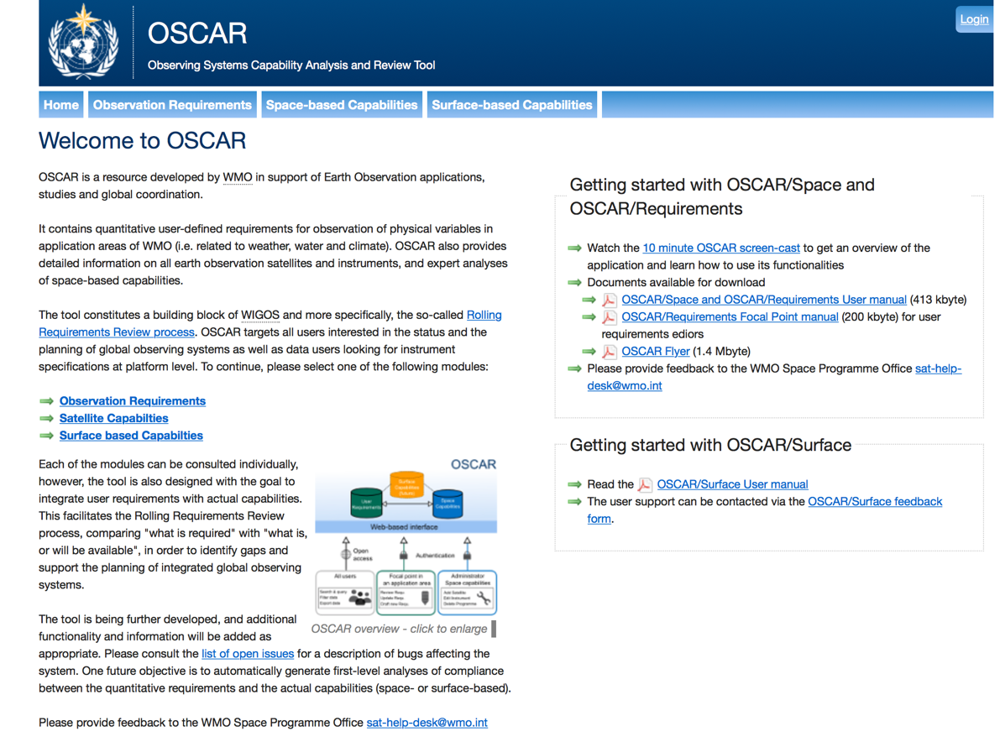 OSCAR
Observing Systems Capability Analysis and Review Tool
Login
Home
Observation Requirements
Space-based Capabilities
Surface-based Capabilities
Welcome to OSCAR
OSCAR is a resource developed by WMO in support of Earth Observation applications,
studies and global coordination.
It contains quantitative user-defined requirements for observation of physical variables in
application areas of WMO (i.e. related to weather, water and climate). OSCAR also provides
detailed information on all earth observation satellites and instruments, and expert analyses
of space-based capabilities.
The tool constitutes a building block of WIGOS and more specifically, the so-called Rolling
Requirements Review process. OSCAR targets all users interested in the status and the
planning of global observing systems as well as data users looking for instrument
specifications at platform level. To continue, please select one of the following modules:
Observation Requirements
Satellite Capabilties
Surface based Capabilties
Each of the modules can be consulted individually,
however, the tool is also designed with the goal to
integrate user requirements with actual capabilities.
This facilitates the Rolling Requirements Review
process, comparing "what is required" with "what is,
or will be available", in order to identify gaps and
support the planning of integrated global observing
systems.
OSCAR
Surface
Capabilities
(future)
User
Requirements
Space
Capabilities
Web-based interface
Open
access
Authentication
All users
Search & query
Filter data
Export data
Focal point in
an application area
Review Reqs
Update Reqs
Draft new Reqs
Administrator
Space capabilities
Add Satellite
Edit Instrument
Delete Programme
OSCAR overview - click to enlarge
The tool is being further developed, and additional
functionality and information will be added as
appropriate. Please consult the list of open issues for a description of bugs affecting the
system. One future objective is to automatically generate first-level analyses of compliance
between the quantitative requirements and the actual capabilities (space- or surface-based).
Please provide feedback to the WMO Space Programme Office sat-help-desk@wmo.int
Getting started with OSCAR/Space and
OSCAR/Requirements
Watch the 10 minute OSCAR screen-cast to get an overview of the
application and learn how to use its functionalities
Documents available for download
OSCAR/Space and OSCAR/Requirements User manual (413 kbyte)
OSCAR/Requirements Focal Point manual (200 kbyte) for user
requirements ediors
OSCAR Flyer (1.4 Mbyte)
Please provide feedback to the WMO Space Programme Office sat-help-
desk@wmo.int
Getting started with OSCAR/Surface
Read the OSCAR/Surface User manual
The user support can be contacted via the OSCAR/Surface feedback
form.